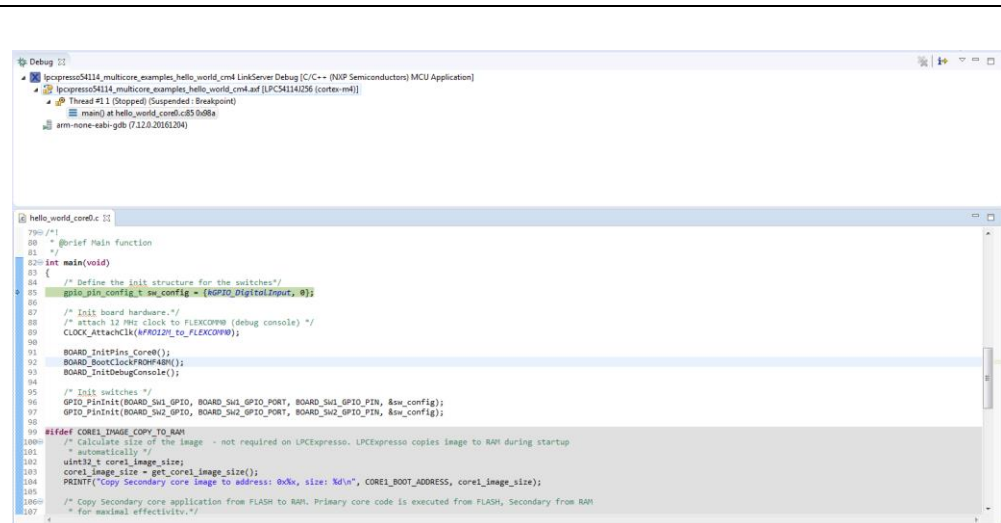 Debug
lpcxpresso54114_multicore_examples_hello_world_cm4 LinkServer Debug [C/C++ (NXP Semiconductors) MCU Application]
lpcxpresso54114_multicore_examples_hello_world_cm4.axf [LPC54114J256 (cortex-m4)]
Thread #1 1 (Stopped) (Suspended : Breakpoint)
main() at hello_world_core0.c:85 0x98a
arm-none-eabi-gdb (7.12.0.20161204)
hello_world_core0.c
79 /*!
80 * @brief Main function
81 */
82 int main(void)
83 {
84 /* Define the init structure for the switches*/
85 gpio_pin_config_t sw_config = {kGPIO_DigitalInput, 0};
86
87 /* Init board hardware.*/
88 /* attach 12 MHz clock to FLEXCOMM0 (debug console) */
89 CLOCK_AttachClk(kFRO12M_to_FLEXCOMM0);
90
91 BOARD_InitPins_Core0();
92 BOARD_BootClockFROHF48M();
93 BOARD_InitDebugConsole();
94
95 /* Init switches */
96 GPIO_PinInit(BOARD_SW1_GPIO, BOARD_SW1_GPIO_PORT, BOARD_SW1_GPIO_PIN, &sw_config);
97 GPIO_PinInit(BOARD_SW2_GPIO, BOARD_SW2_GPIO_PORT, BOARD_SW2_GPIO_PIN, &sw_config);
98
99 #ifdef CORE1_IMAGE_COPY_TO_RAM
100 /* Calculate size of the image - not required on LPCExpresso. LPCExpresso copies image to RAM during startup
101 * automatically */
102 uint32_t core1_image_size;
103 core1_image_size = get_core1_image_size();
104 PRINTF("Copy Secondary core image to address: 0x%x, size: %d\n", CORE1_BOOT_ADDRESS, core1_image_size);
105
106 /* Copy Secondary core application from FLASH to RAM. Primary core code is executed from FLASH, Secondary from RAM
107 * for maximal effectivity.*/